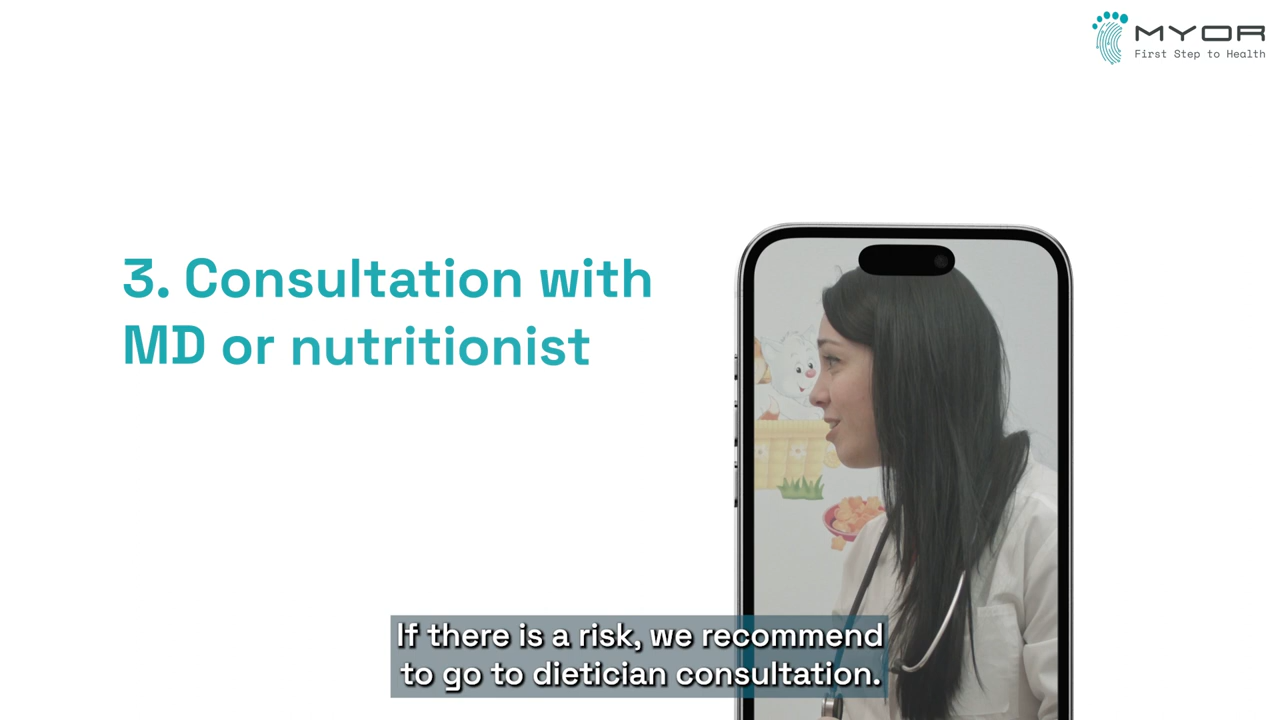 MYOR
First Step to Health
3. Consultation with
MD or nutritionist
If there is a risk, we recommend
to go to dietician consultation.